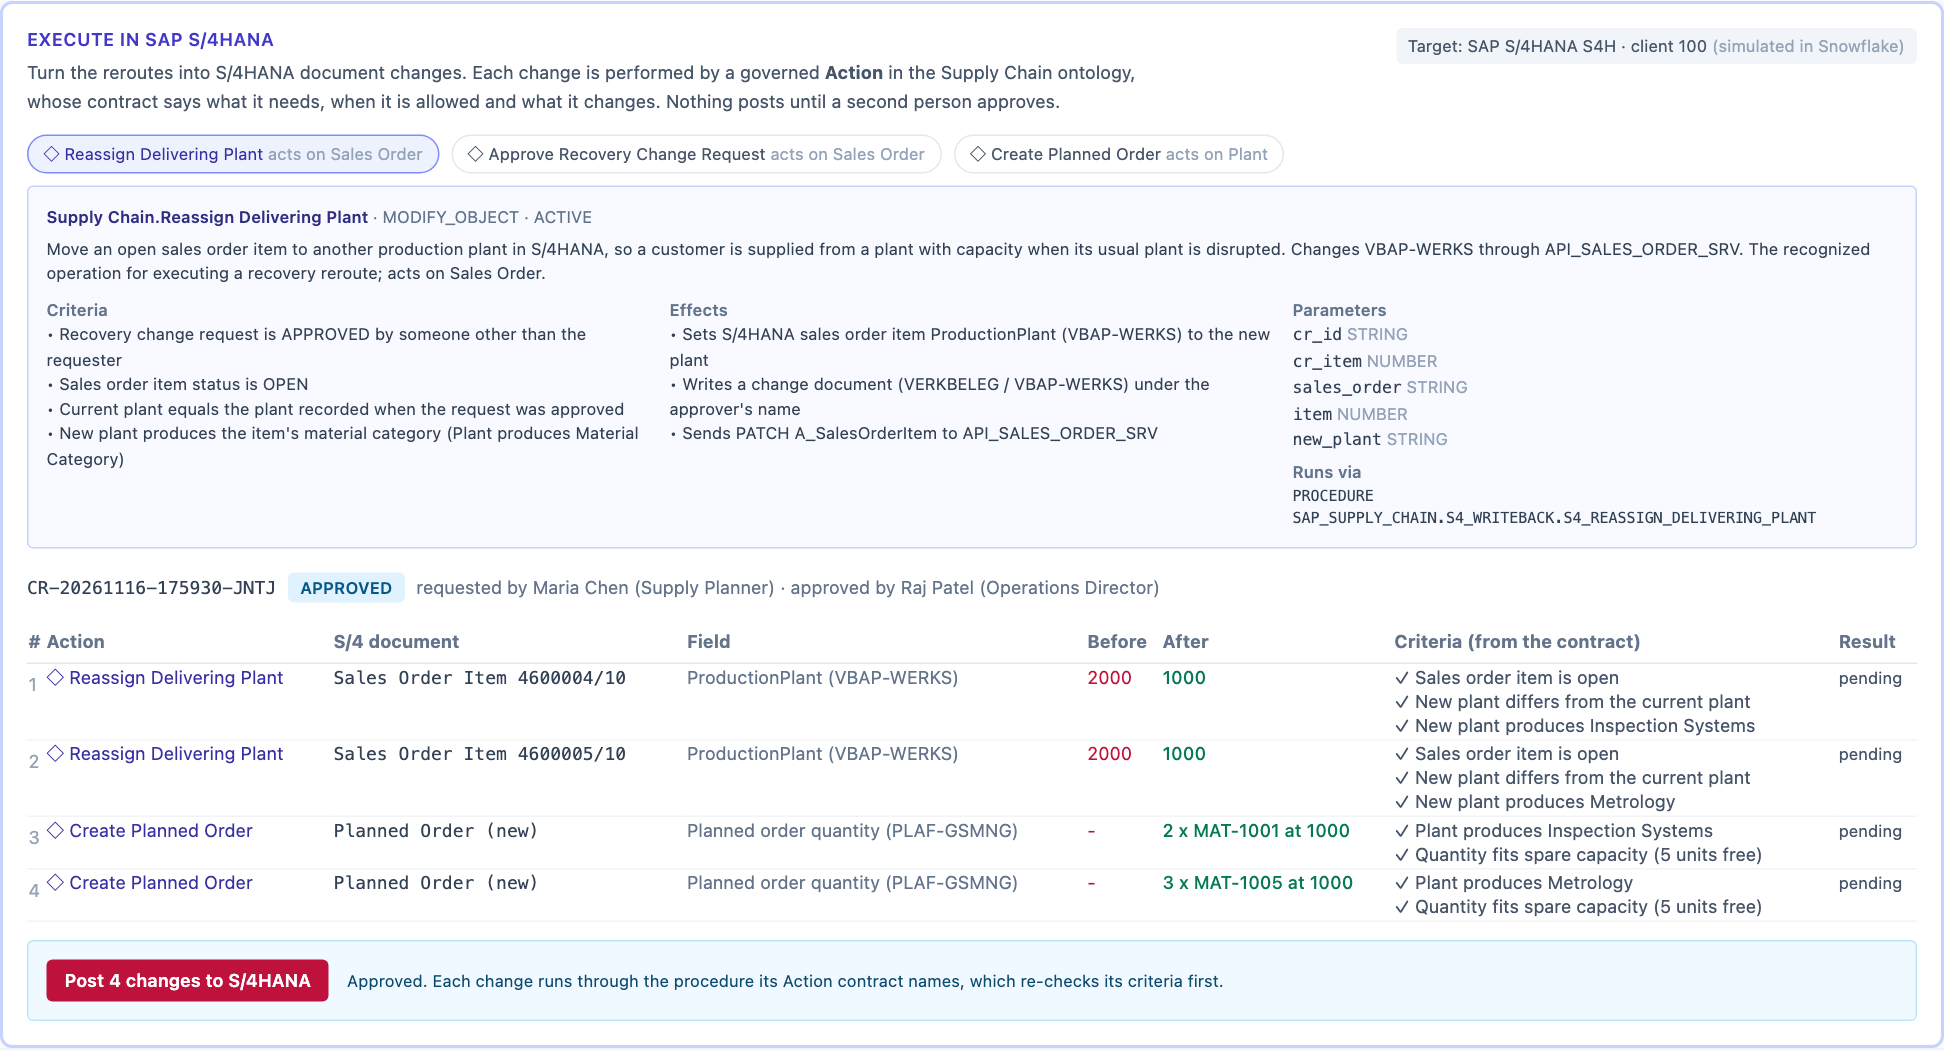 EXECUTE IN SAP S/4HANA
Target: SAP S/4HANA S4H · client 100 (simulated in Snowflake)
Turn the reroutes into S/4HANA document changes. Each change is performed by a governed Action in the Supply Chain ontology,
whose contract says what it needs, when it is allowed and what it changes. Nothing posts until a second person approves.
◇ Reassign Delivering Plant acts on Sales Order
◇ Approve Recovery Change Request acts on Sales Order
◇ Create Planned Order acts on Plant
Supply Chain.Reassign Delivering Plant · MODIFY_OBJECT · ACTIVE
Move an open sales order item to another production plant in S/4HANA, so a customer is supplied from a plant with capacity when its usual plant is disrupted. Changes VBAP-WERKS through API_SALES_ORDER_SRV. The recognized
operation for executing a recovery reroute; acts on Sales Order.
Criteria
• Recovery change request is APPROVED by someone other than the
requester
• Sales order item status is OPEN
• Current plant equals the plant recorded when the request was approved
• New plant produces the item's material category (Plant produces Material
Category)
Effects
• Sets S/4HANA sales order item ProductionPlant (VBAP-WERKS) to the new
plant
• Writes a change document (VERKBELEG / VBAP-WERKS) under the
approver's name
• Sends PATCH A_SalesOrderItem to API_SALES_ORDER_SRV
Parameters
cr_id STRING
cr_item NUMBER
sales_order STRING
item NUMBER
new_plant STRING
Runs via
PROCEDURE
SAP_SUPPLY_CHAIN.S4_WRITEBACK.S4_REASSIGN_DELIVERING_PLANT
CR-20261116-175930-JNTJ APPROVED requested by Maria Chen (Supply Planner) · approved by Raj Patel (Operations Director)
# Action S/4 document Field Before After Criteria (from the contract) Result
1 ◇ Reassign Delivering Plant Sales Order Item 4600004/10 ProductionPlant (VBAP-WERKS) 2000 1000 ✓ Sales order item is open pending
✓ New plant differs from the current plant
✓ New plant produces Inspection Systems
2 ◇ Reassign Delivering Plant Sales Order Item 4600005/10 ProductionPlant (VBAP-WERKS) 2000 1000 ✓ Sales order item is open pending
✓ New plant differs from the current plant
✓ New plant produces Metrology
3 ◇ Create Planned Order Planned Order (new) Planned order quantity (PLAF-GSMNG) - 2 x MAT-1001 at 1000 ✓ Plant produces Inspection Systems pending
✓ Quantity fits spare capacity (5 units free)
4 ◇ Create Planned Order Planned Order (new) Planned order quantity (PLAF-GSMNG) - 3 x MAT-1005 at 1000 ✓ Plant produces Metrology pending
✓ Quantity fits spare capacity (5 units free)
Post 4 changes to S/4HANA
Approved. Each change runs through the procedure its Action contract names, which re-checks its criteria first.